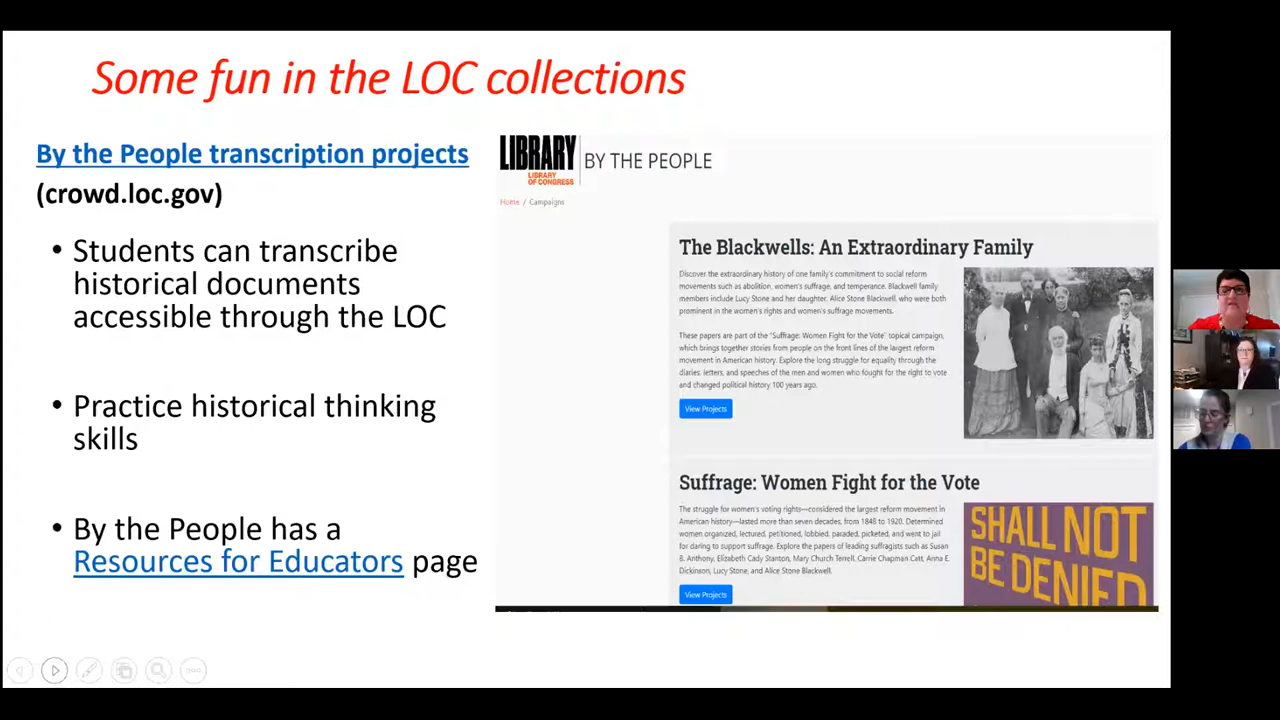 Some fun in the LOC collections
By the People transcription projects
(crowd.loc.gov)
• Students can transcribe
historical documents
accessible through the LOC
• Practice historical thinking
skills
• By the People has a
Resources for Educators page
LIBRARY
LIBRARY
OF CONGRESS
BY THE PEOPLE
Home / Campaigns
The Blackwells: An Extraordinary Family
Discover the extraordinary history of one family's commitment to social reform
movements such as abolition, women's suffrage, and temperance. Blackwell family
members include Lucy Stone and her daughter, Alice Stone Blackwell, who were both
prominent in the women's rights and women's suffrage movements.
These papers are part of the "Suffrage: Women Fight for the Vote" topical campaign,
which brings together stories from people on the front lines of the largest reform
movement in American history. Explore the long struggle for equality through the
diaries, letters, and speeches of the men and women who fought for the right to vote
and changed political history 100 years ago.
View Projects
Suffrage: Women Fight for the Vote
The struggle for women's voting rights—considered the largest reform movement in
American history—lasted more than seven decades, from 1848 to 1920. Determined
women organized, lectured, petitioned, lobbied, paraded, picketed, and went to jail
for daring to support suffrage. Explore the papers of leading suffragists such as Susan
B. Anthony, Elizabeth Cady Stanton, Mary Church Terrell, Carrie Chapman Catt, Anna E.
Dickinson, Lucy Stone, and Alice Stone Blackwell.
View Projects
SHALL NOT
BE DENIED